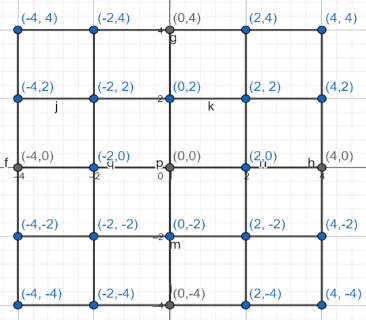 (-4, 4) (-2,4) (0,4) (2,4) (4, 4)
4
g
(-4,2) (-2, 2) (0,2) (2, 2) (4,2)
2
j k
(-4,0) (-2,0) (0,0) (2,0) (4,0)
f q p n h
-4 -2 0 2 4
(-4,-2) (-2, -2) (0,-2) (2, -2) (4,-2)
-2
m
(-4, -4) (-2,-4) i (0,-4) (2,-4) (4, -4)
-4